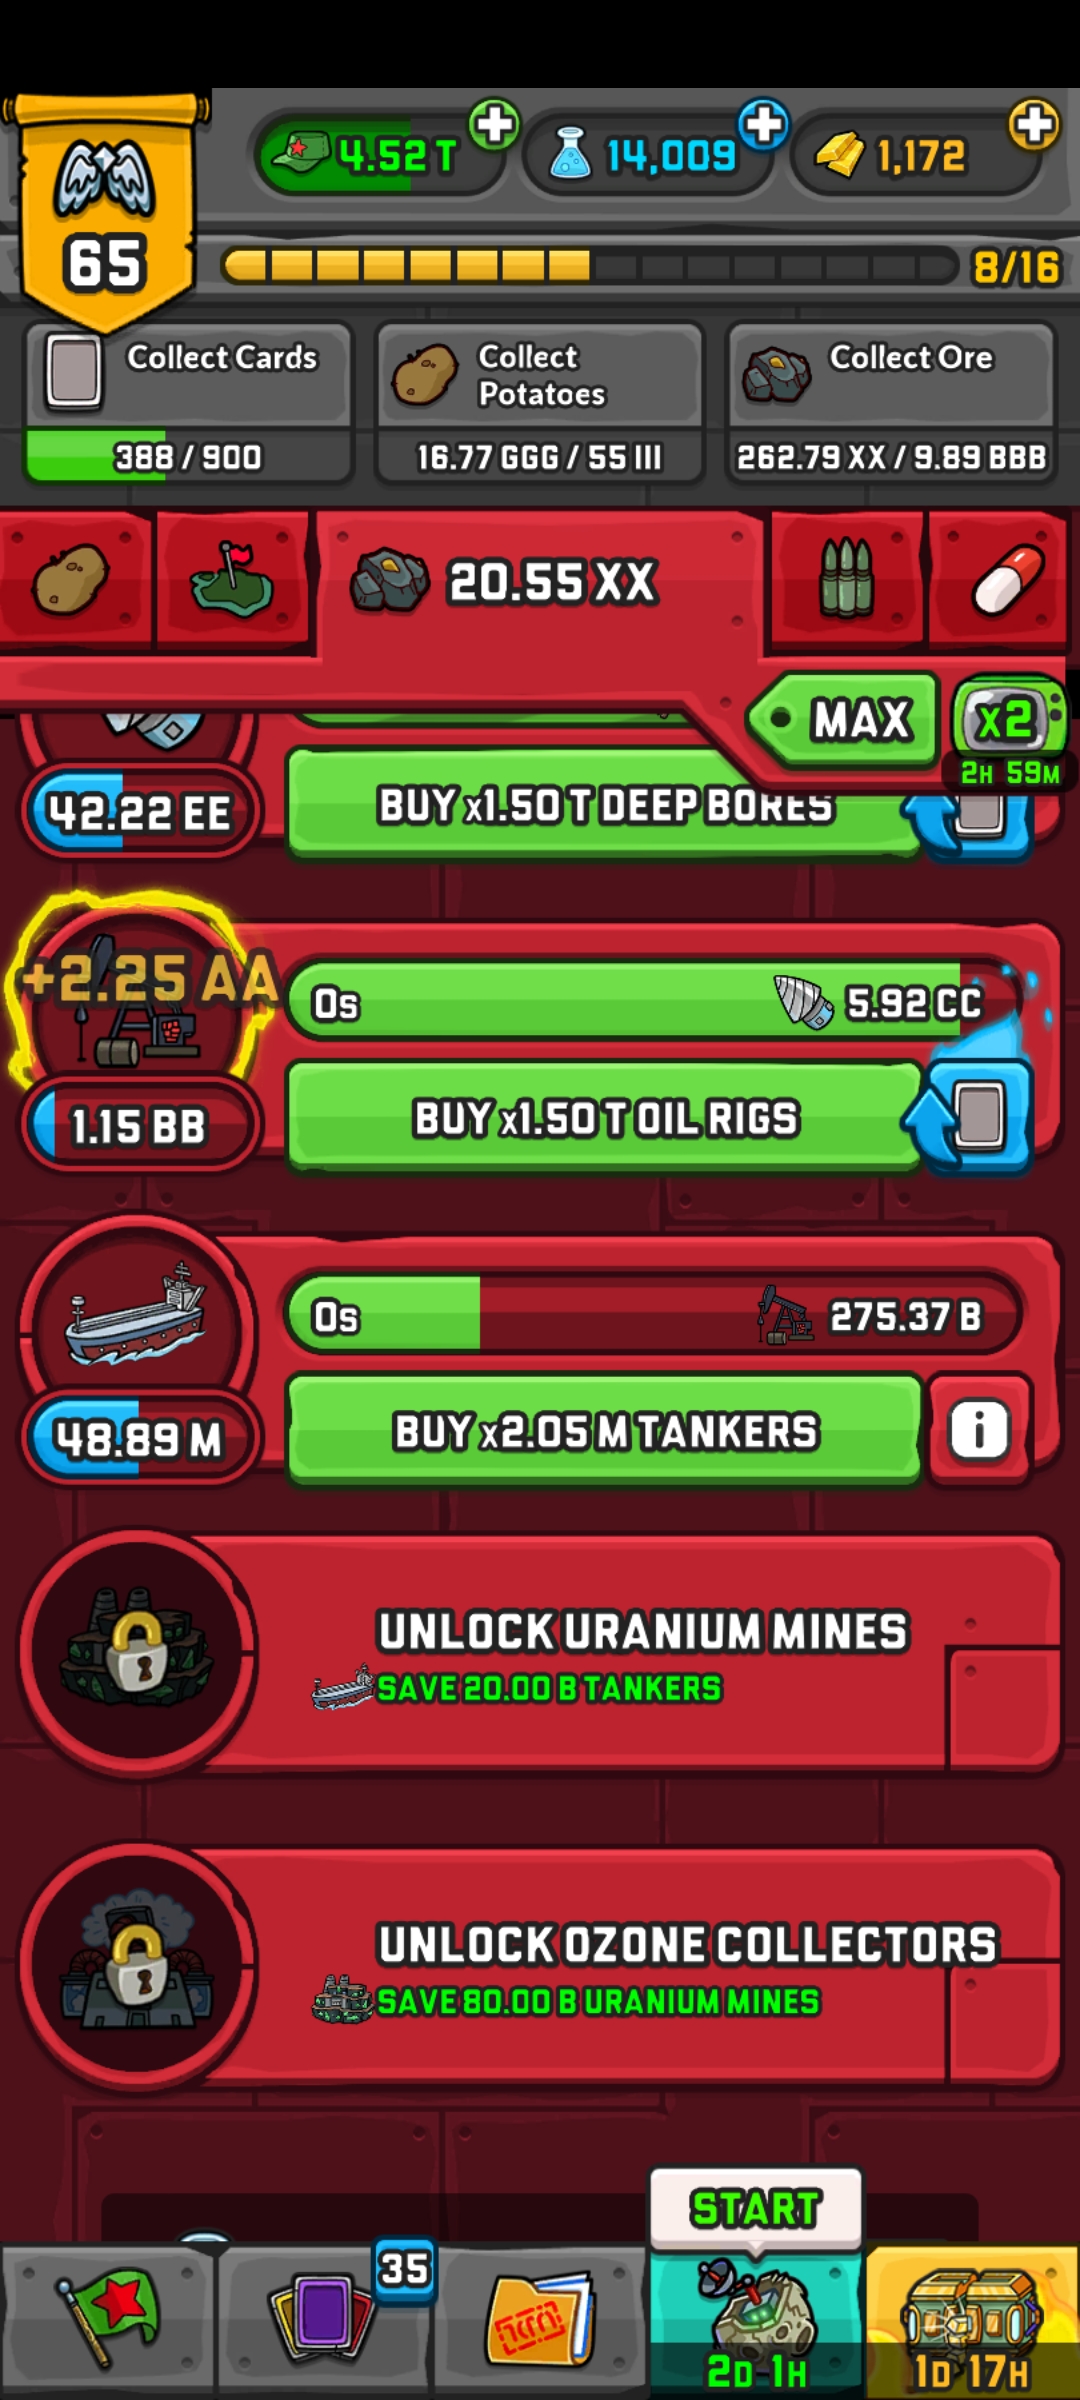 4.52 T
14,009
1,172
65
8/16
Collect Cards
388 / 900
Collect
Potatoes
16.77 GGG / 55 III
Collect Ore
262.79 XX / 9.89 BBB
20.55 XX
MAX
x2
2H 59M
42.22 EE
BUY x1.50 T DEEP BORES
+2.25 AA
0s
5.92 CC
1.15 BB
BUY x1.50 T OIL RIGS
0s
275.37 B
48.89 M
BUY x2.05 M TANKERS
i
UNLOCK URANIUM MINES
SAVE 20.00 B TANKERS
UNLOCK OZONE COLLECTORS
SAVE 80.00 B URANIUM MINES
START
35
2D 1H
1D 17H